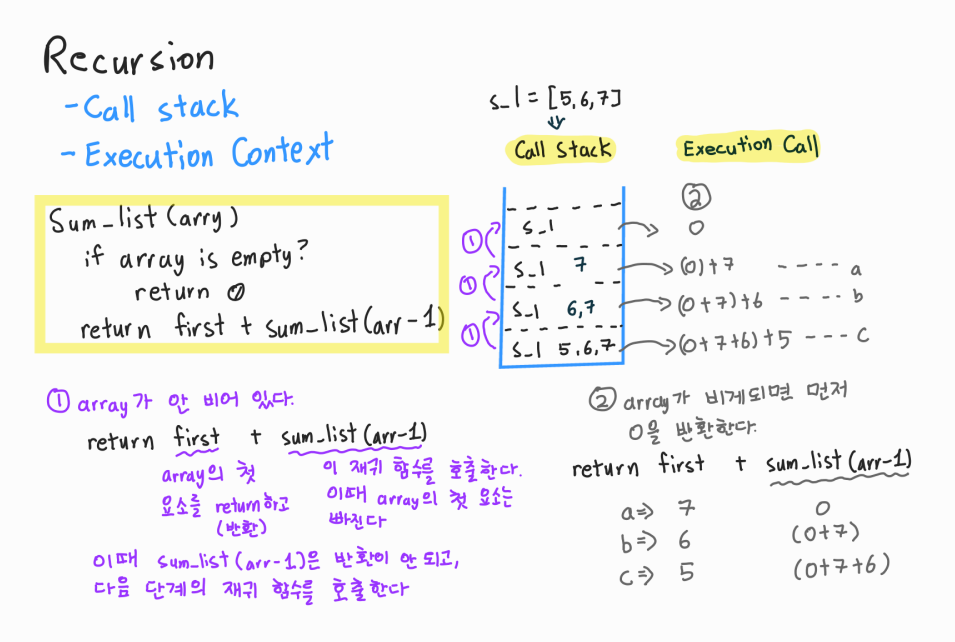 Recursion
- Call stack
- Execution Context
s_l = [5,6,7]
Call Stack
Execution Call
Sum_list (arry)
if array is empty?
return 0
return first + sum_list (arr-1)
②
① s_l 0
① s_l 7 (0)+7 ---- a
① s_l 6,7 (0+7)+6 ---- b
s_l 5,6,7 (0+7+6)+5 --- c
① array가 안 비어 있다.
return first + sum_list (arr-1)
array의 첫
요소를 return하고
(반환)
이 재귀 함수를 호출한다.
이때 array의 첫 요소는
빠진다
이때 sum_list (arr-1)은 반환이 안 되고,
다음 단계의 재귀 함수를 호출한다
② array가 비게되면 먼저
0을 반환한다.
return first + sum_list (arr-1)
a⇒ 7 0
b⇒ 6 (0+7)
c⇒ 5 (0+7+6)